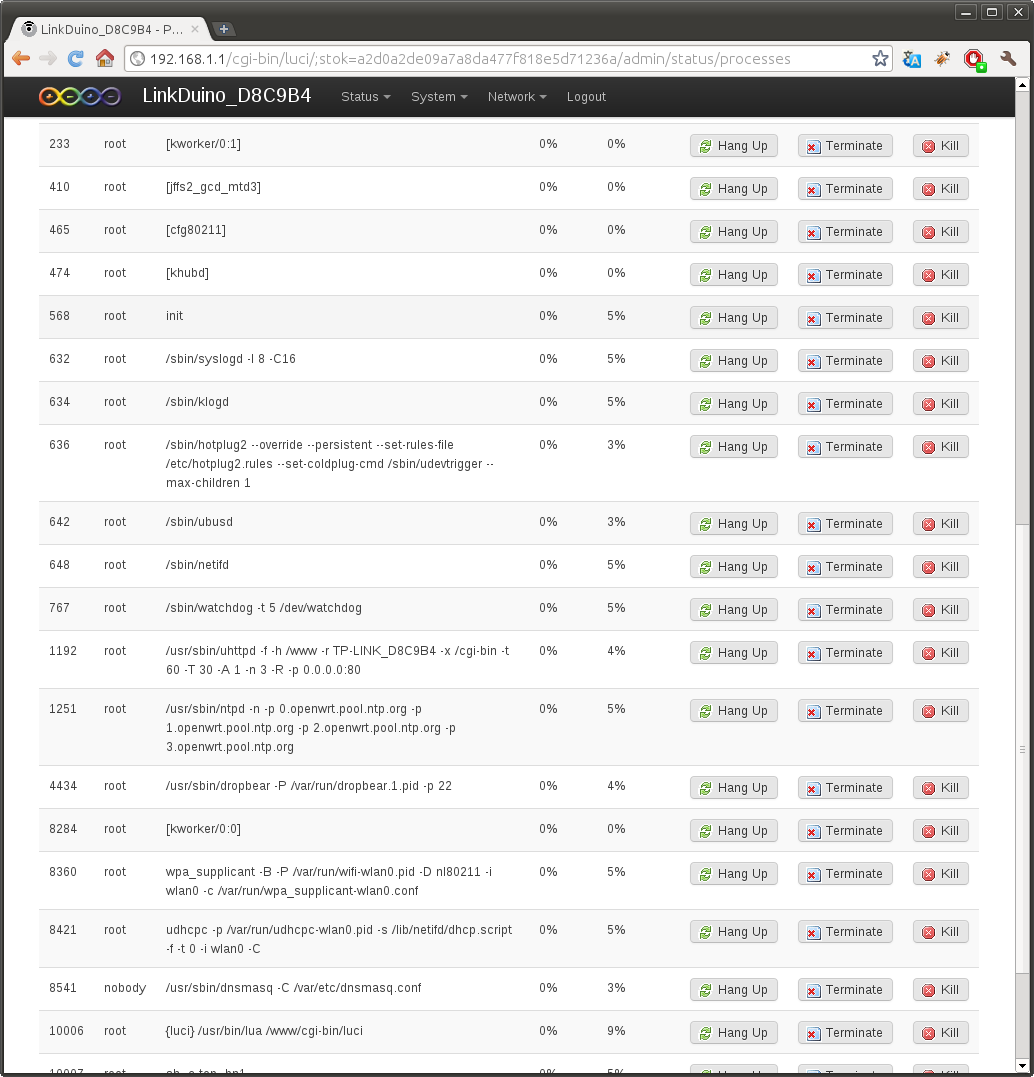 LinkDuino_D8C9B4 - P...
192.168.1.1/cgi-bin/luci/;stok=a2d0a2de09a7a8da477f818e5d71236a/admin/status/processes
LinkDuino_D8C9B4 Status System Network Logout
233 root [kworker/0:1] 0% 0% Hang Up Terminate Kill
410 root [jffs2_gcd_mtd3] 0% 0% Hang Up Terminate Kill
465 root [cfg80211] 0% 0% Hang Up Terminate Kill
474 root [khubd] 0% 0% Hang Up Terminate Kill
568 root init 0% 5% Hang Up Terminate Kill
632 root /sbin/syslogd -l 8 -C16 0% 5% Hang Up Terminate Kill
634 root /sbin/klogd 0% 5% Hang Up Terminate Kill
636 root /sbin/hotplug2 --override --persistent --set-rules-file 0% 3% Hang Up Terminate Kill
/etc/hotplug2.rules --set-coldplug-cmd /sbin/udevtrigger --
max-children 1
642 root /sbin/ubusd 0% 3% Hang Up Terminate Kill
648 root /sbin/netifd 0% 5% Hang Up Terminate Kill
767 root /sbin/watchdog -t 5 /dev/watchdog 0% 5% Hang Up Terminate Kill
1192 root /usr/sbin/uhttpd -f -h /www -r TP-LINK_D8C9B4 -x /cgi-bin -t 0% 4% Hang Up Terminate Kill
60 -T 30 -A 1 -n 3 -R -p 0.0.0.0:80
1251 root /usr/sbin/ntpd -n -p 0.openwrt.pool.ntp.org -p 0% 5% Hang Up Terminate Kill
1.openwrt.pool.ntp.org -p 2.openwrt.pool.ntp.org -p
3.openwrt.pool.ntp.org
4434 root /usr/sbin/dropbear -P /var/run/dropbear.1.pid -p 22 0% 4% Hang Up Terminate Kill
8284 root [kworker/0:0] 0% 0% Hang Up Terminate Kill
8360 root wpa_supplicant -B -P /var/run/wifi-wlan0.pid -D nl80211 -i 0% 5% Hang Up Terminate Kill
wlan0 -c /var/run/wpa_supplicant-wlan0.conf
8421 root udhcpc -p /var/run/udhcpc-wlan0.pid -s /lib/netifd/dhcp.script 0% 5% Hang Up Terminate Kill
-f -t 0 -i wlan0 -C
8541 nobody /usr/sbin/dnsmasq -C /var/etc/dnsmasq.conf 0% 3% Hang Up Terminate Kill
10006 root {luci} /usr/bin/lua /www/cgi-bin/luci 0% 9% Hang Up Terminate Kill